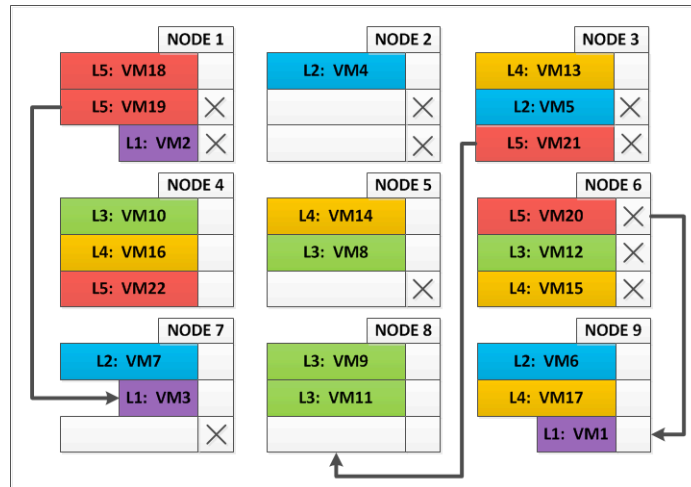 NODE 1
L5: VM18
L5: VM19
L1: VM2
NODE 2
L2: VM4
NODE 3
L4: VM13
L2: VM5
L5: VM21
NODE 4
L3: VM10
L4: VM16
L5: VM22
NODE 5
L4: VM14
L3: VM8
NODE 6
L5: VM20
L3: VM12
L4: VM15
NODE 7
L2: VM7
L1: VM3
NODE 8
L3: VM9
L3: VM11
NODE 9
L2: VM6
L4: VM17
L1: VM1